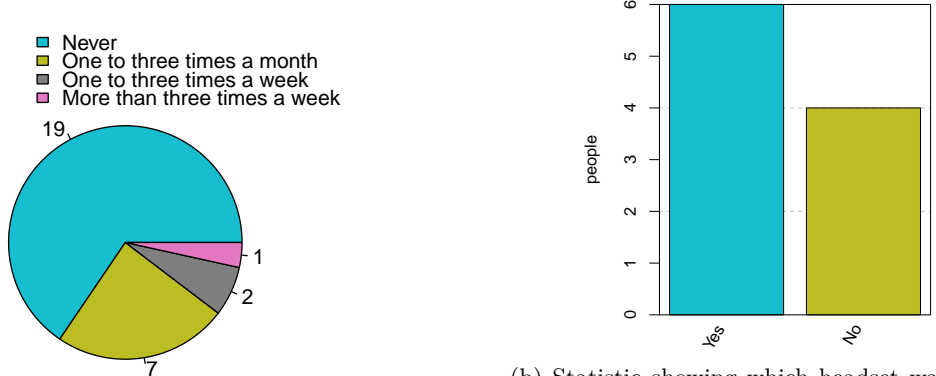 Never
One to three times a month
One to three times a week
More than three times a week
19
1
2
7
people
6
5
4
3
2
1
0
Yes
No
(b) Statistic showing which headset wa